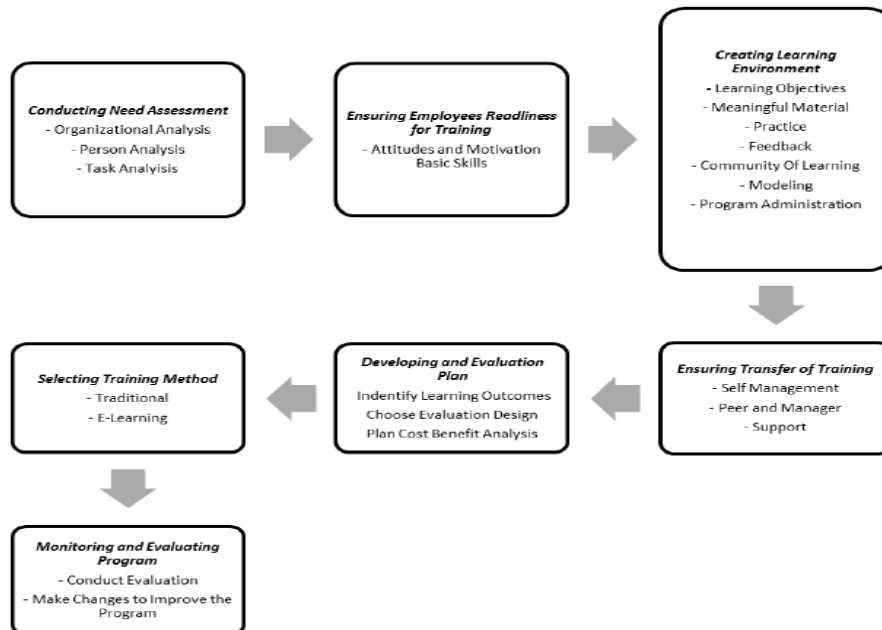 Conducting Need Assessment
- Organizational Analysis
- Person Analysis
- Task Analyisis
Ensuring Employees Readliness
for Training
- Attitudes and Motivation
Basic Skills
Creating Learning
Environment
- Learning Objectives
- Meaningful Material
- Practice
- Feedback
- Community Of Learning
- Modeling
- Program Administration
Ensuring Transfer of Training
- Self Management
- Peer and Manager
- Support
Developing and Evaluation
Plan
Indentify Learning Outcomes
Choose Evaluation Design
Plan Cost Benefit Analysis
Selecting Training Method
- Traditional
- E-Learning
Monitoring and Evaluating
Program
- Conduct Evaluation
- Make Changes to Improve the
Program